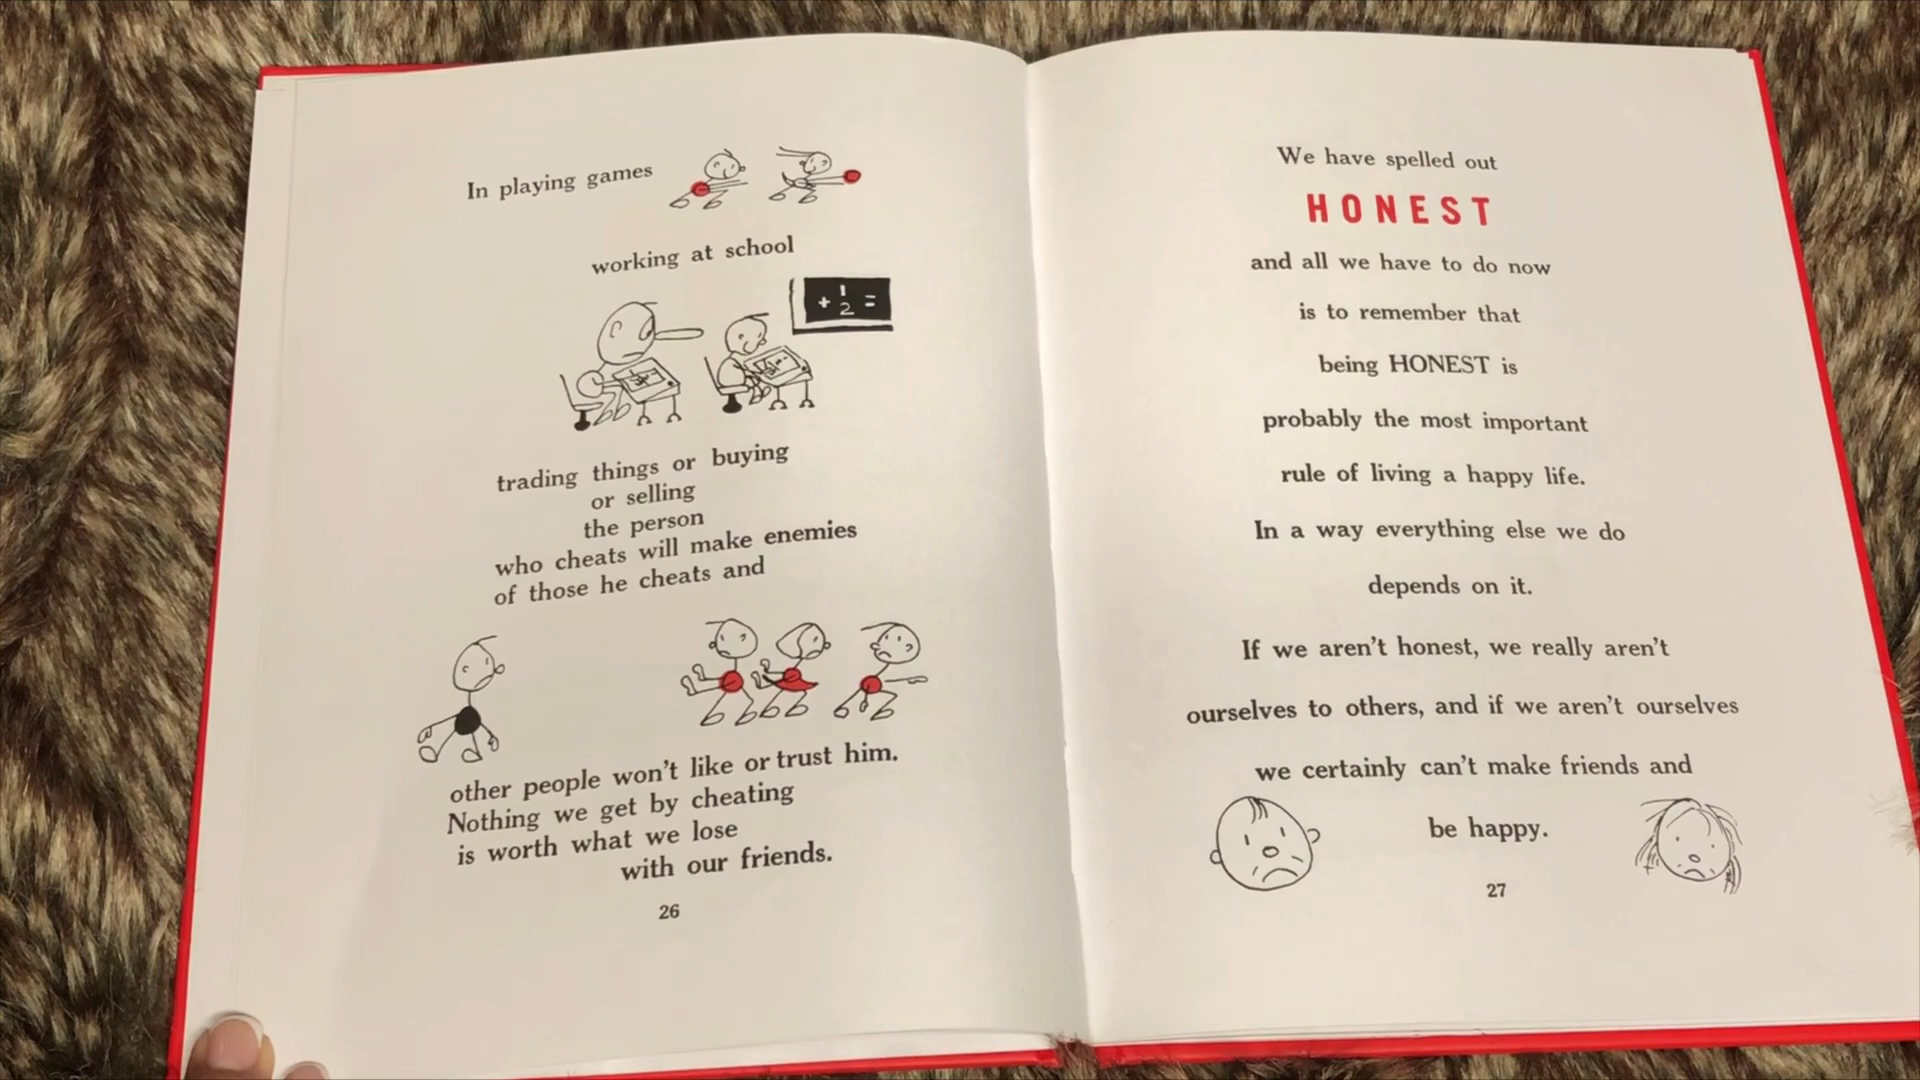 In playing games
working at school
+ 1 =
2
trading things or buying
or selling
the person
who cheats will make enemies
of those he cheats and
other people won't like or trust him.
Nothing we get by cheating
is worth what we lose
with our friends.
26
We have spelled out
HONEST
and all we have to do now
is to remember that
being HONEST is
probably the most important
rule of living a happy life.
In a way everything else we do
depends on it.
If we aren't honest, we really aren't
ourselves to others, and if we aren't ourselves
we certainly can't make friends and
be happy.
27